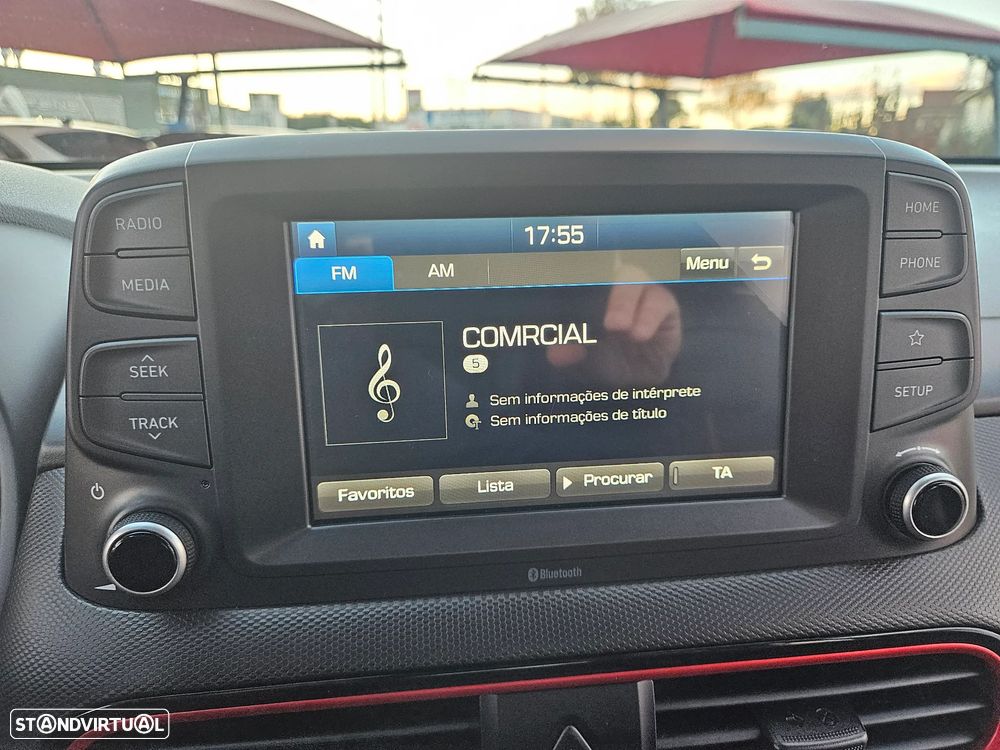 RADIO
MEDIA
SEEK
TRACK
17:55
FM
AM
Menu
COMRCIAL
5
Sem informações de intérprete
Sem informações de título
Favoritos
Lista
Procurar
TA
HOME
PHONE
SETUP
Bluetooth
STANDVIRTUAL